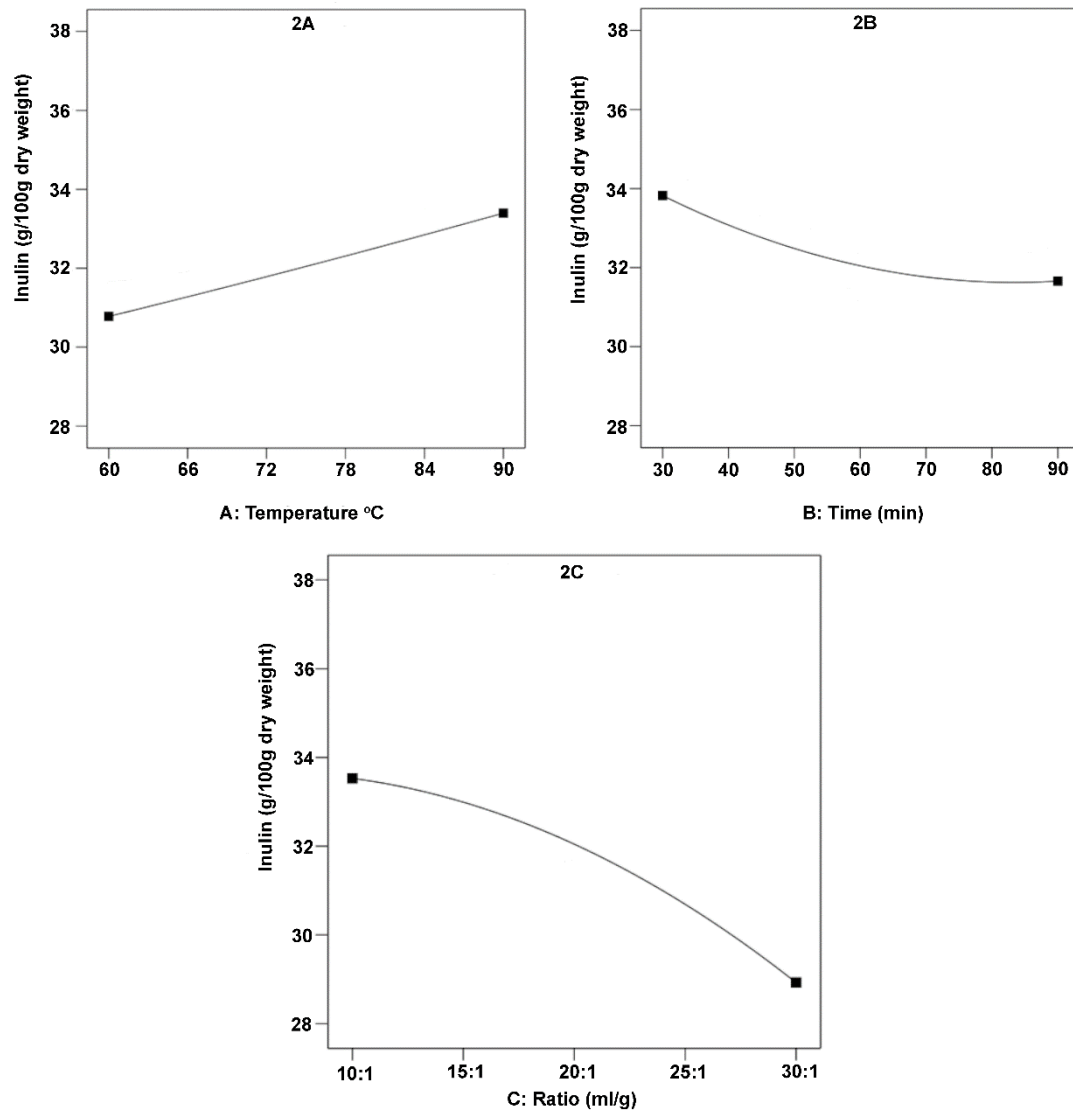 2A
Inulin (g/100g dry weight)
38
36
34
32
30
28
60 66 72 78 84 90
A: Temperature ºC
2B
Inulin (g/100g dry weight)
38
36
34
32
30
28
30 40 50 60 70 80 90
B: Time (min)
2C
Inulin (g/100g dry weight)
38
36
34
32
30
28
10:1 15:1 20:1 25:1 30:1
C: Ratio (ml/g)